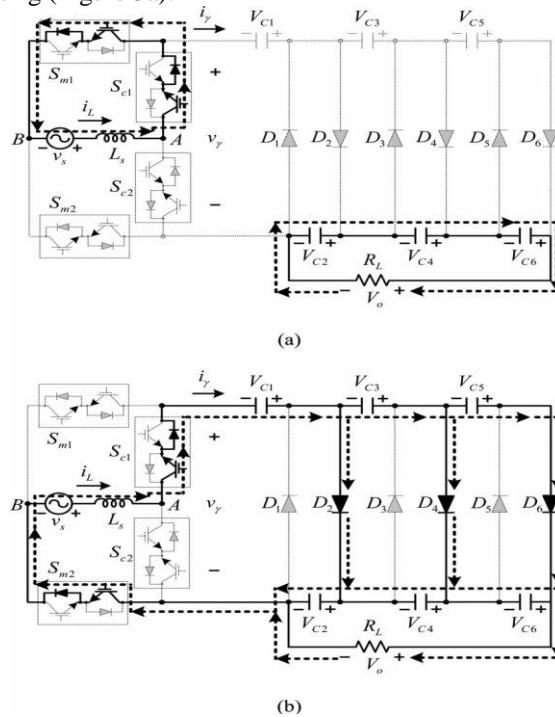 ing (Figure 3a).
i_γ V_C1 V_C3 V_C5
S_m1 S_c1 +
i_L
B v_s L_s A v_γ D_1 D_2 D_3 D_4 D_5 D_6
S_m2 S_c2 −
V_C2 R_L V_C4 V_C6
− V_o +
(a)
i_γ V_C1 V_C3 V_C5
S_m1 S_c1 +
i_L
B v_s L_s A v_γ D_1 D_2 D_3 D_4 D_5 D_6
S_m2 S_c2 −
V_C2 R_L V_C4 V_C6
− V_o +
(b)